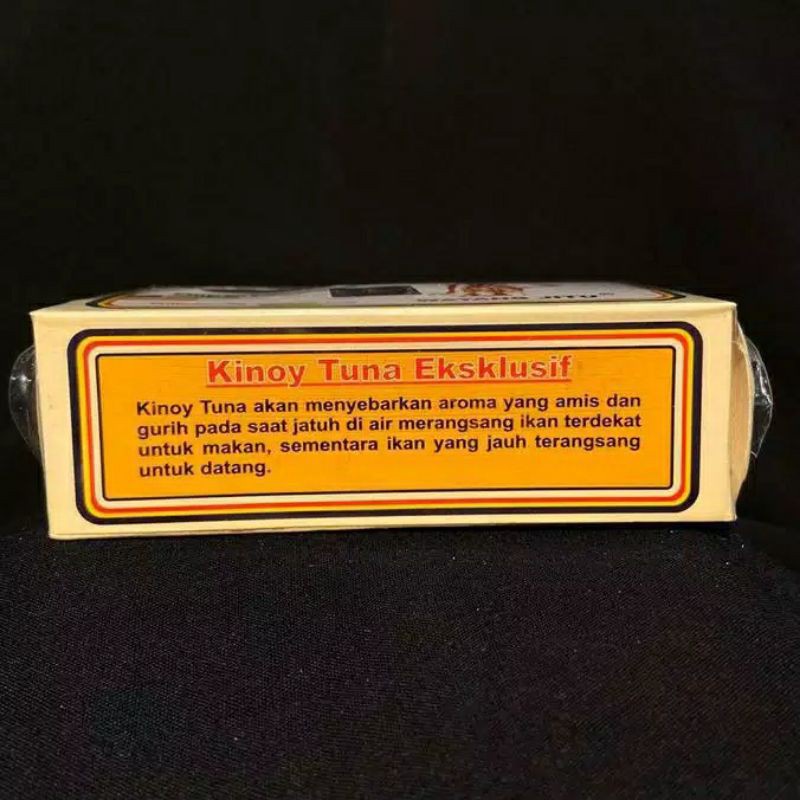 Kinoy Tuna Eksklusif
Kinoy Tuna akan menyebarkan aroma yang amis dan
gurih pada saat jatuh di air merangsang ikan terdekat
untuk makan, sementara ikan yang jauh terangsang
untuk datang.